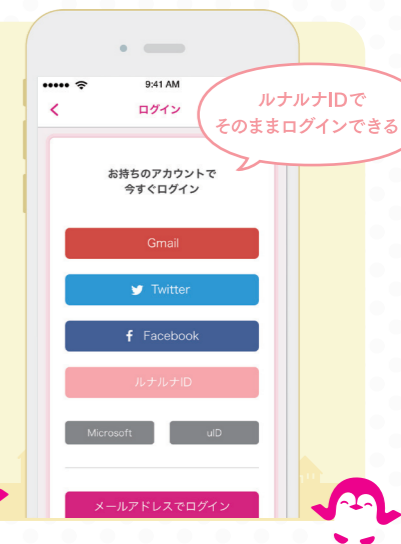 9:41 AM
ログイン
ルナルナIDで
そのままログインできる
お持ちのアカウントで
今すぐログイン
Gmail
Twitter
Facebook
ルナルナID
Microsoft
uID
メールアドレスでログイン